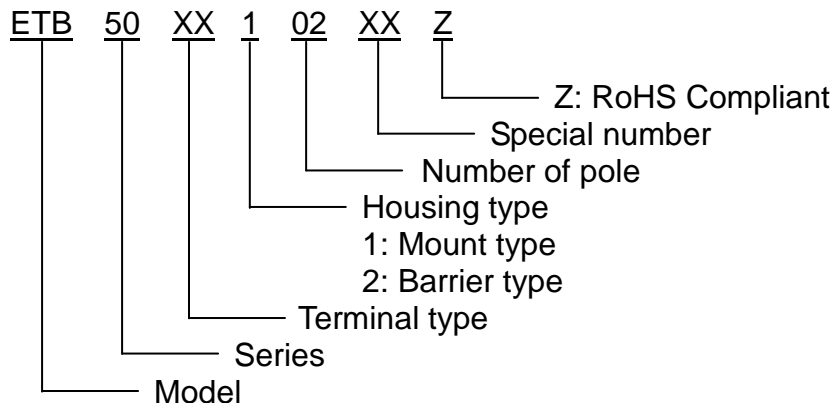 ETB 50 XX 1 02 XX Z
Z: RoHS Compliant
Special number
Number of pole
Housing type
1: Mount type
2: Barrier type
Terminal type
Series
Model